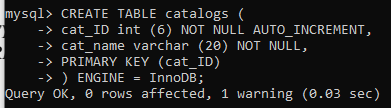 mysql> CREATE TABLE catalogs (
-> cat_ID int (6) NOT NULL AUTO_INCREMENT,
-> cat_name varchar (20) NOT NULL,
-> PRIMARY KEY (cat_ID)
-> ) ENGINE = InnoDB;
Query OK, 0 rows affected, 1 warning (0.03 sec)